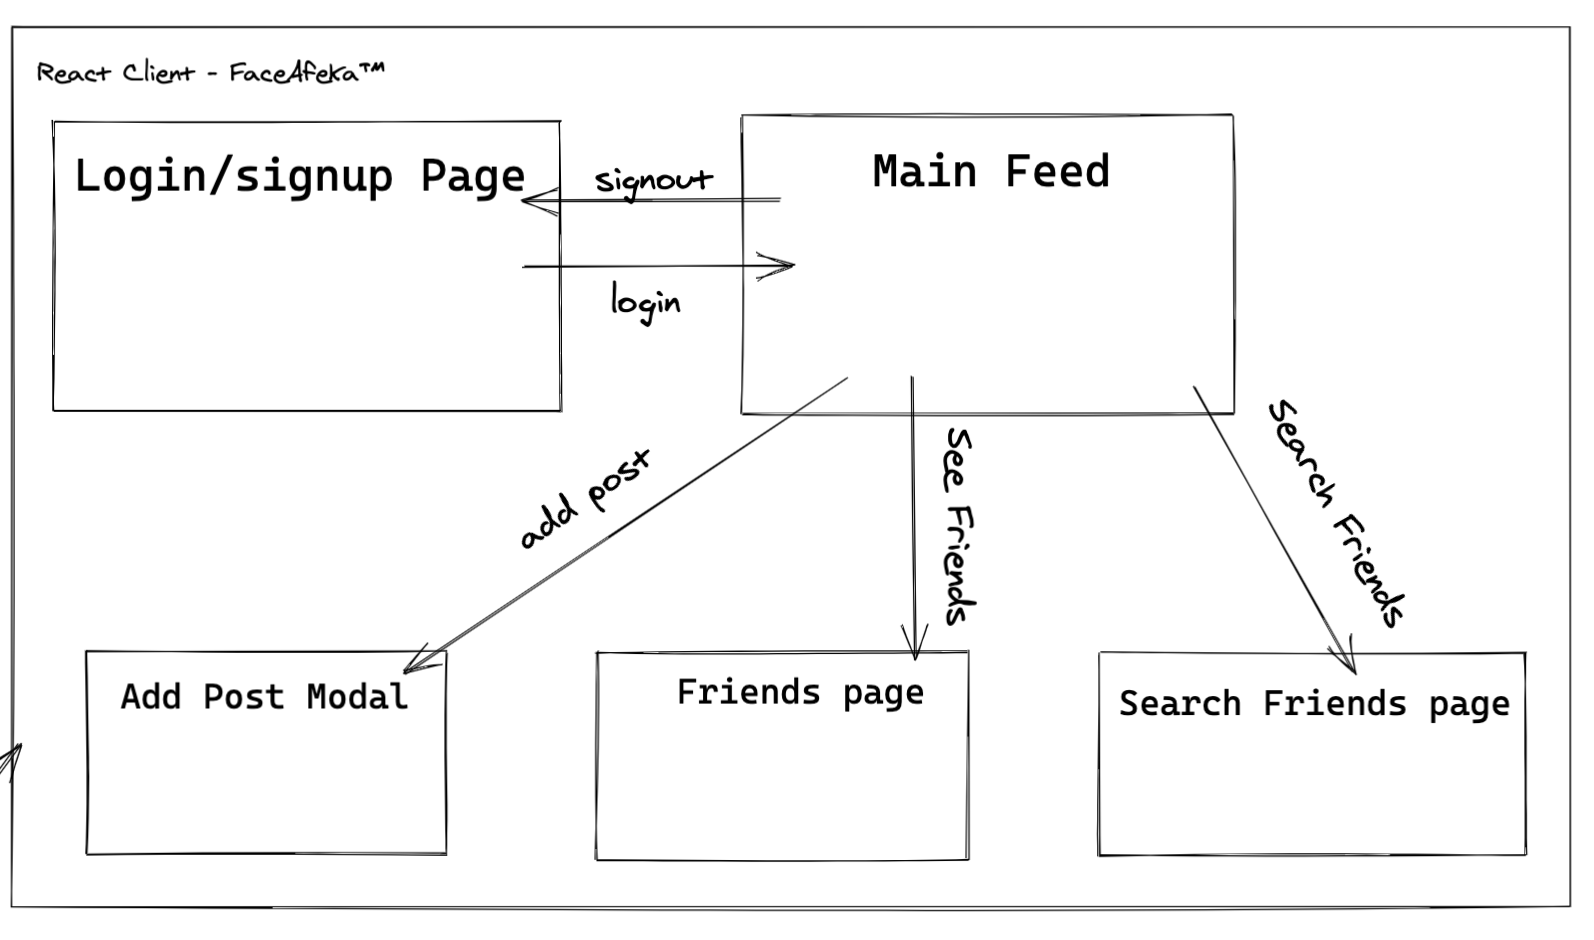 React Client - FaceAfeka™
Login/signup Page
signout
login
Main Feed
add post
See Friends
Search Friends
Add Post Modal
Friends page
Search Friends page